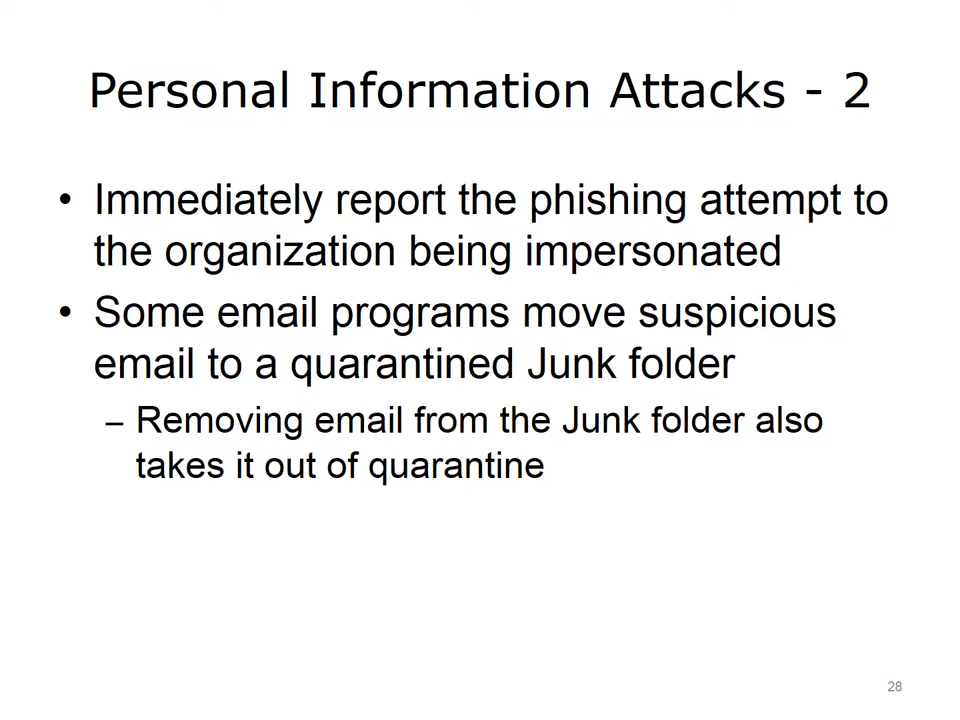 Personal Information Attacks - 2
• Immediately report the phishing attempt to
the organization being impersonated
• Some email programs move suspicious
email to a quarantined Junk folder
– Removing email from the Junk folder also
takes it out of quarantine
28